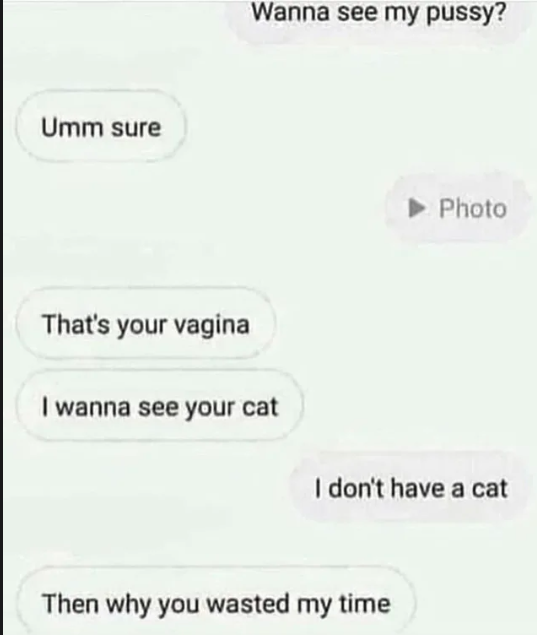 Wanna see my pussy?
Umm sure
Photo
That's your vagina
I wanna see your cat
I don't have a cat
Then why you wasted my time